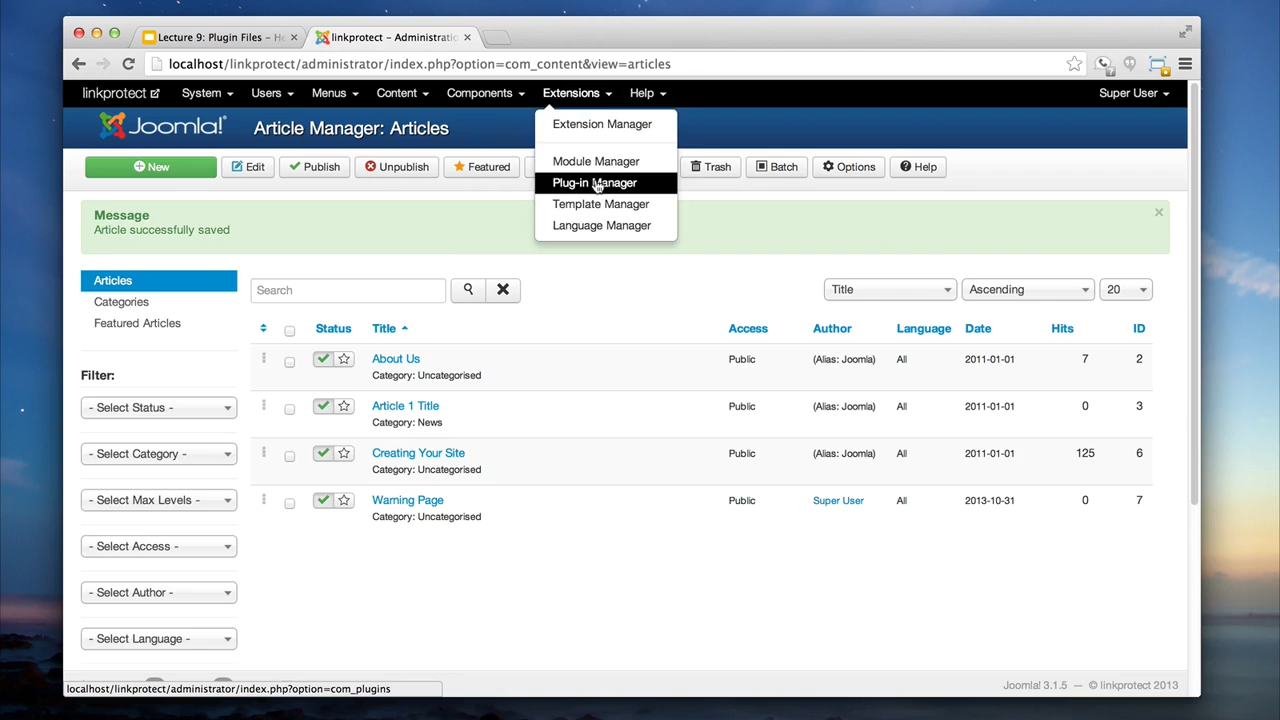 Lecture 9: Plugin Files – He
linkprotect – Administratio
localhost/linkprotect/administrator/index.php?option=com_content&view=articles
linkprotect System Users Menus Content Components Extensions Help Super User
Joomla! Article Manager: Articles
Extension Manager
Module Manager
Plug-in Manager
Template Manager
Language Manager
New Edit Publish Unpublish Featured Trash Batch Options Help
Message
Article successfully saved
Articles
Categories
Featured Articles
Filter:
- Select Status -
- Select Category -
- Select Max Levels -
- Select Access -
- Select Author -
- Select Language -
Search Title Ascending 20
Status Title Access Author Language Date Hits ID
About Us Public (Alias: Joomla) All 2011-01-01 7 2
Category: Uncategorised
Article 1 Title Public (Alias: Joomla) All 2011-01-01 0 3
Category: News
Creating Your Site Public (Alias: Joomla) All 2011-01-01 125 6
Category: Uncategorised
Warning Page Public Super User All 2013-10-31 0 7
Category: Uncategorised
localhost/linkprotect/administrator/index.php?option=com_plugins
Joomla! 3.1.5 — © linkprotect 2013